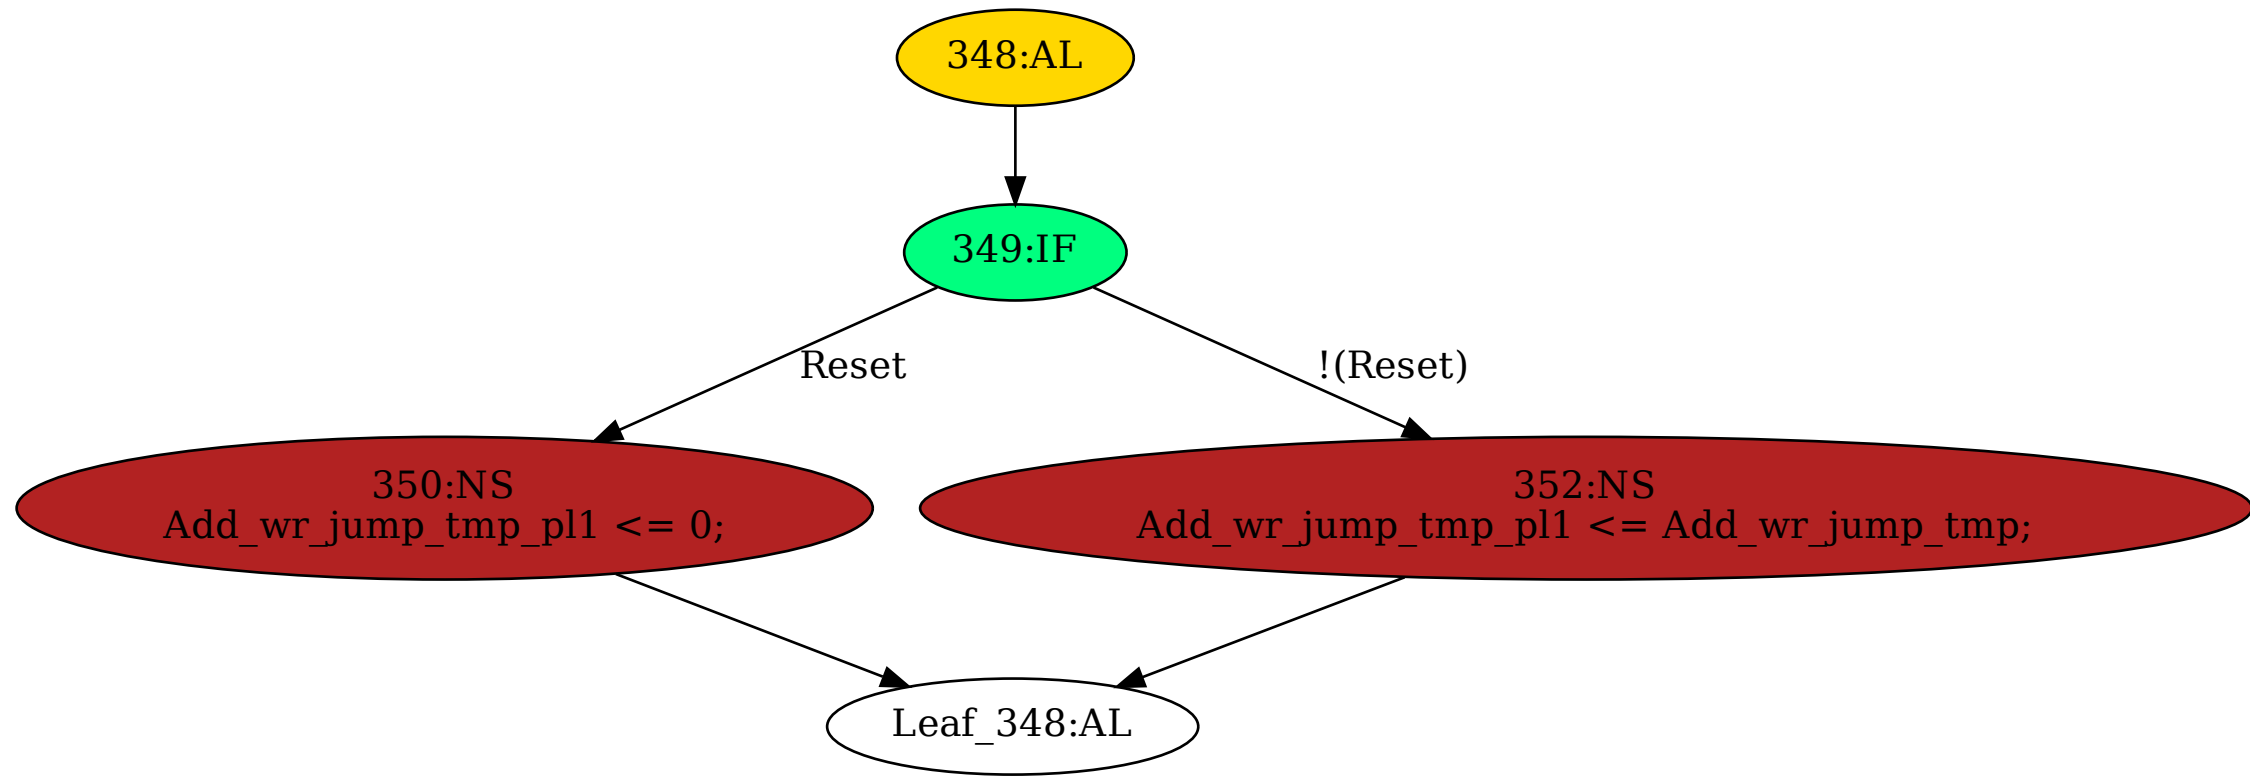 348:AL
349:IF
Reset
!(Reset)
350:NS
Add_wr_jump_tmp_pl1 <= 0;
352:NS
Add_wr_jump_tmp_pl1 <= Add_wr_jump_tmp;
Leaf_348:AL